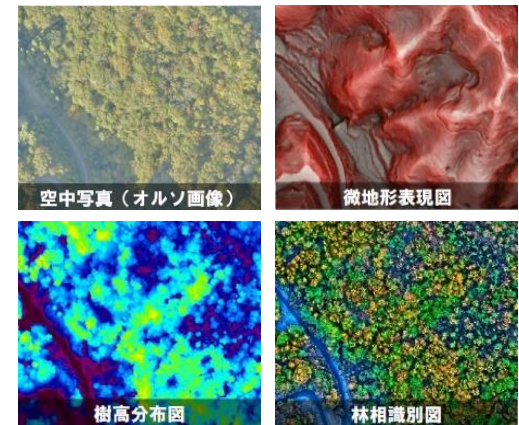 空中写真（オルソ画像）
微地形表現図
樹高分布図
林相識別図